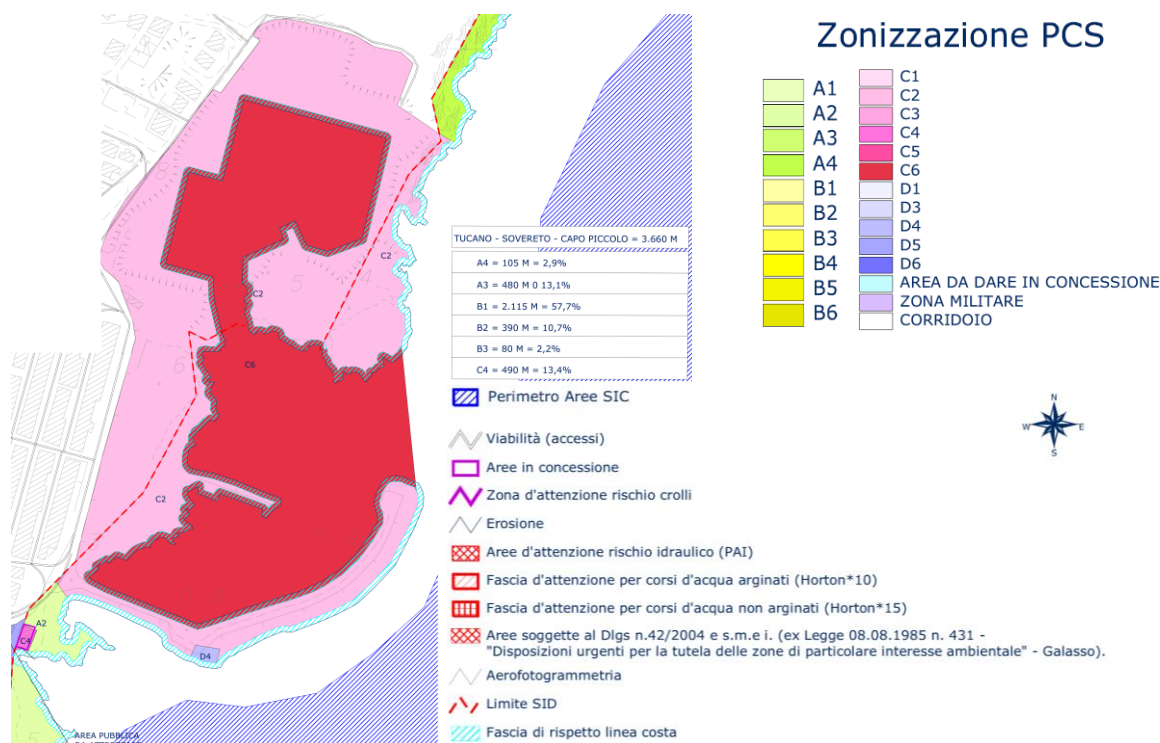 Zonizzazione PCS
A1
A2
A3
A4
B1
B2
B3
B4
B5
B6
C1
C2
C3
C4
C5
C6
D1
D3
D4
D5
D6
AREA DA DARE IN CONCESSIONE
ZONA MILITARE
CORRIDOIO
TUCANO - SOVERETO - CAPO PICCOLO = 3.660 M
A4 = 105 M = 2,9%
A3 = 480 M 0 13,1%
B1 = 2.115 M = 57,7%
B2 = 390 M = 10,7%
B3 = 80 M = 2,2%
C4 = 490 M = 13,4%
Perimetro Aree SIC
Viabilità (accessi)
Aree in concessione
Zona d'attenzione rischio crolli
Erosione
Aree d'attenzione rischio idraulico (PAI)
Fascia d'attenzione per corsi d'acqua arginati (Horton*10)
Fascia d'attenzione per corsi d'acqua non arginati (Horton*15)
Aree soggette al Dlgs n.42/2004 e s.m.e i. (ex Legge 08.08.1985 n. 431 -
"Disposizioni urgenti per la tutela delle zone di particolare interesse ambientale" - Galasso).
Aerofotogrammetria
Limite SID
Fascia di rispetto linea costa
N
W
E
S
C2
C2
C6
C2
A2
C4
D4
AREA PUBBLICA